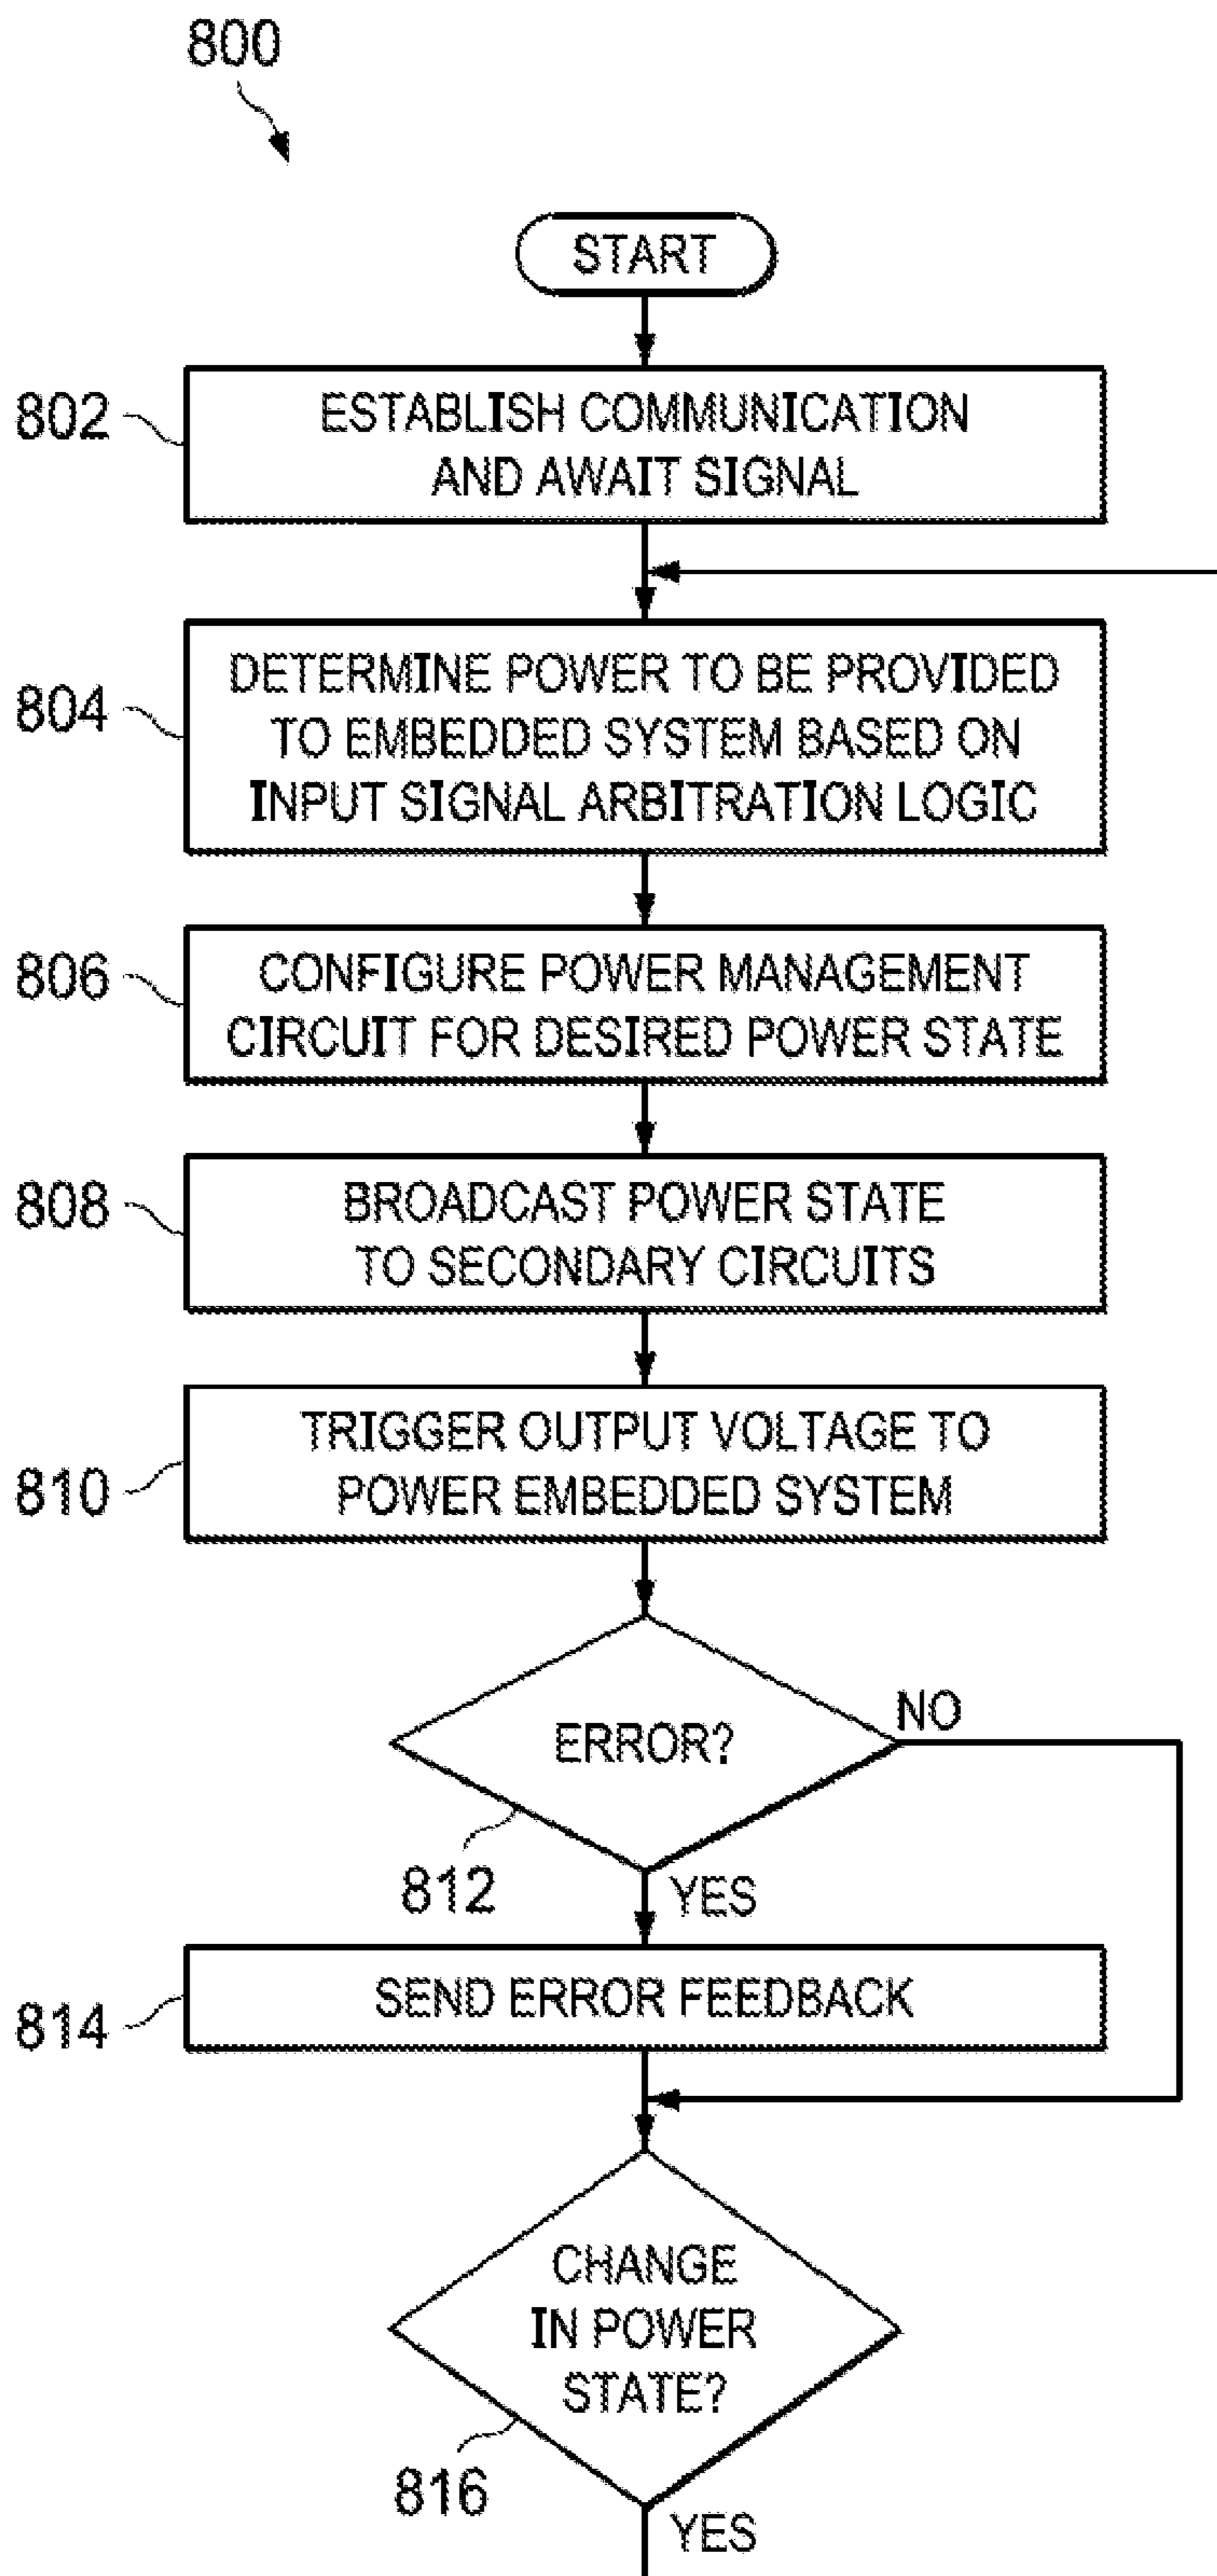 800
START
802
ESTABLISH COMMUNICATION
AND AWAIT SIGNAL
804
DETERMINE POWER TO BE PROVIDED
TO EMBEDDED SYSTEM BASED ON
INPUT SIGNAL ARBITRATION LOGIC
806
CONFIGURE POWER MANAGEMENT
CIRCUIT FOR DESIRED POWER STATE
808
BROADCAST POWER STATE
TO SECONDARY CIRCUITS
810
TRIGGER OUTPUT VOLTAGE TO
POWER EMBEDDED SYSTEM
ERROR?
NO
812
YES
814
SEND ERROR FEEDBACK
CHANGE
IN POWER
STATE?
816
YES